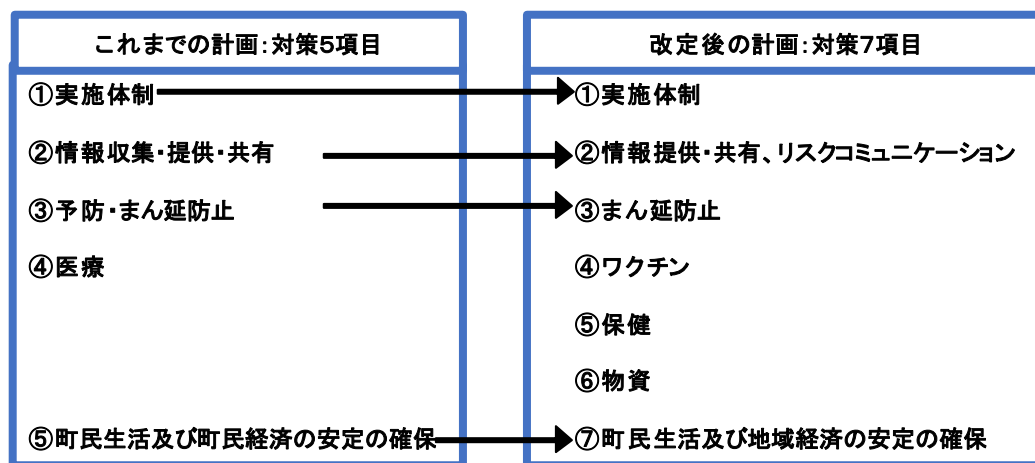 これまでの計画:対策5項目
①実施体制
②情報収集・提供・共有
③予防・まん延防止
④医療
⑤町民生活及び町民経済の安定の確保
改定後の計画:対策7項目
①実施体制
②情報提供・共有、リスクコミュニケーション
③まん延防止
④ワクチン
⑤保健
⑥物資
⑦町民生活及び地域経済の安定の確保